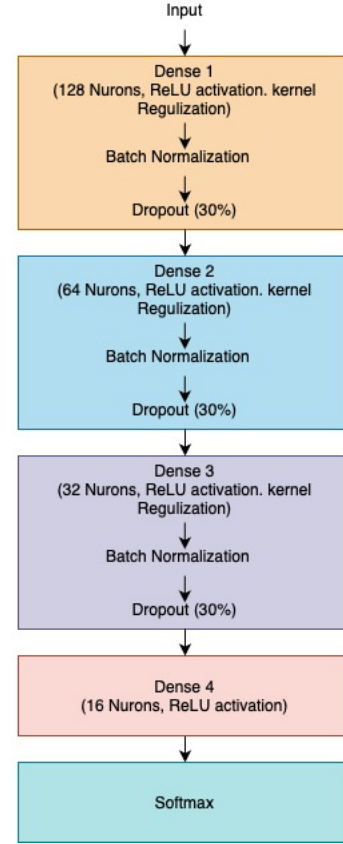 Input
Dense 1
(128 Nurons, ReLU activation. kernel
Regulization)
Batch Normalization
Dropout (30%)
Dense 2
(64 Nurons, ReLU activation. kernel
Regulization)
Batch Normalization
Dropout (30%)
Dense 3
(32 Nurons, ReLU activation. kernel
Regulization)
Batch Normalization
Dropout (30%)
Dense 4
(16 Nurons, ReLU activation)
Softmax